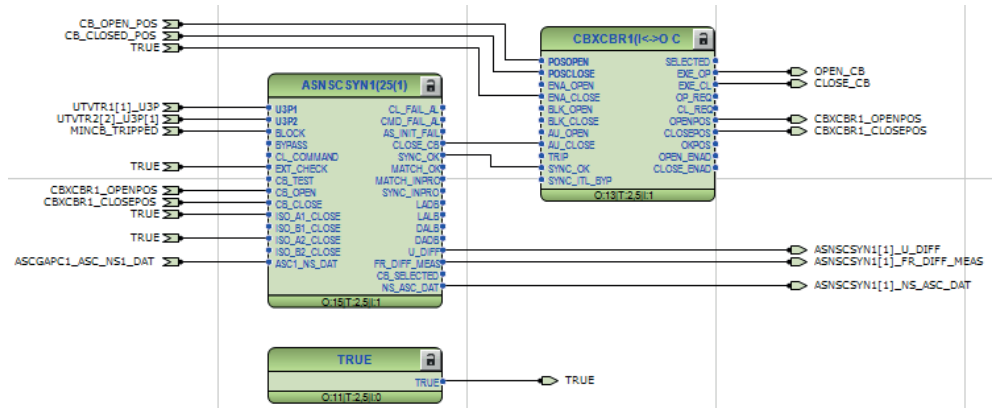 CB_OPEN_POS
CB_CLOSED_POS
TRUE
CBXCBR1(I<->O C
POSOPEN SELECTED
POSCLOSE EXE_OP
ENA_OPEN EXE_CL
ENA_CLOSE OP_REQ
BLK_OPEN CL_REQ
BLK_CLOSE OPENPOS
AU_OPEN CLOSEPOS
AU_CLOSE OKPOS
TRIP OPEN_ENAD
SYNC_OK CLOSE_ENAD
SYNC_ITL_BYP
O:13|T:2,5|I:1
OPEN_CB
CLOSE_CB
CBXCBR1_OPENPOS
CBXCBR1_CLOSEPOS
UTVTR1[1]_U3P
UTVTR2[2]_U3P[1]
MINCB_TRIPPED
TRUE
CBXCBR1_OPENPOS
CBXCBR1_CLOSEPOS
TRUE
TRUE
ASCGAPC1_ASC_NS1_DAT
ASNSCSYN1(25(1)
U3P1 CL_FAIL_AL
U3P2 CMD_FAIL_AL
BLOCK AS_INIT_FAIL
BYPASS CLOSE_CB
CL_COMMAND SYNC_OK
EXT_CHECK MATCH_OK
CB_TEST MATCH_INPRO
CB_OPEN SYNC_INPRO
CB_CLOSE LADB
ISO_A1_CLOSE LALB
ISO_B1_CLOSE DALB
ISO_A2_CLOSE DADB
ISO_B2_CLOSE U_DIFF
ASC1_NS_DAT FR_DIFF_MEAS
CB_SELECTED
NS_ASC_DAT
O:15|T:2,5|I:1
ASNSCSYN1[1]_U_DIFF
ASNSCSYN1[1]_FR_DIFF_MEAS
ASNSCSYN1[1]_NS_ASC_DAT
TRUE
TRUE
O:11|T:2,5|I:0
TRUE